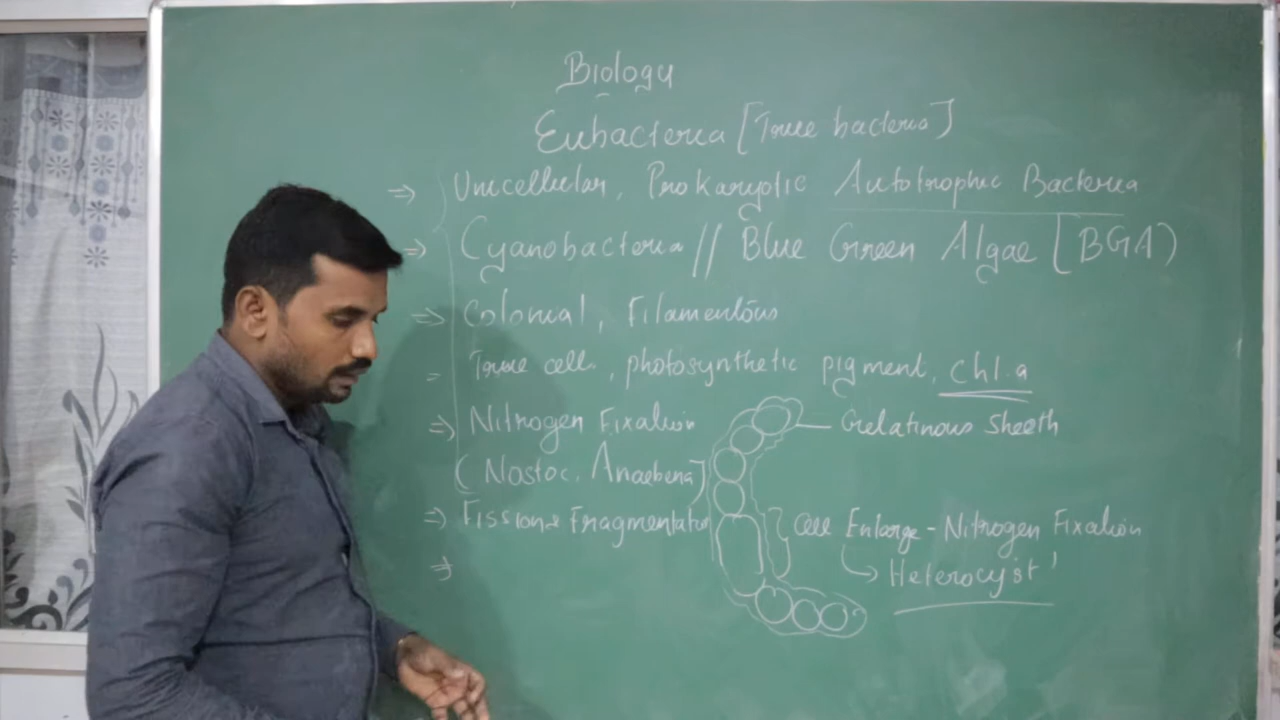 Biology
Eubacteria [True bacteria]
⇒ Unicellular, Prokaryotic Autotrophic Bacteria
⇒ Cyanobacteria // Blue Green Algae [BGA)
⇒ Colonial, Filamentous
True cell, photosynthetic pigment, chl.a
⇒ Nitrogen Fixation
Gelatinous Sheeth
(Nostoc, Anaebena]
⇒ Fission & Fragmentation
Cell Enlarge - Nitrogen Fixation
⇒
↳ Heterocyst'